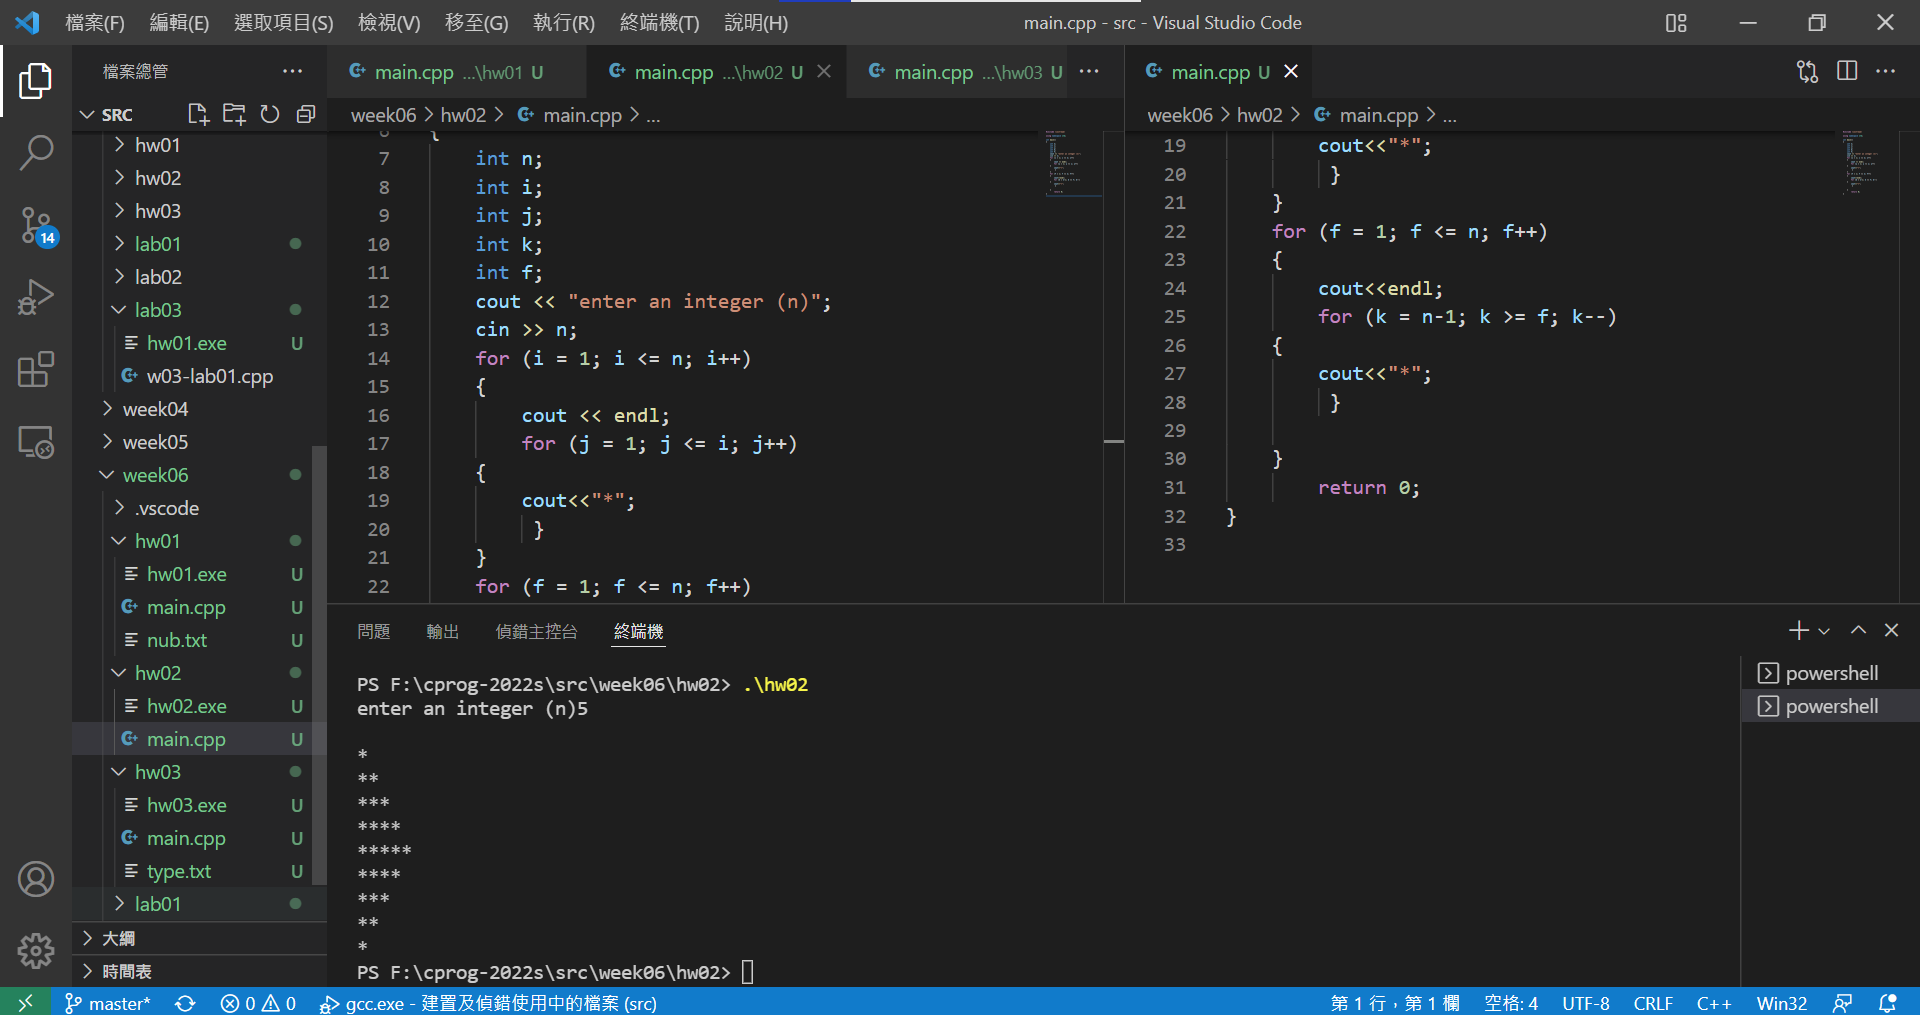 檔案(F) 編輯(E) 選取項目(S) 檢視(V) 移至(G) 執行(R) 終端機(T) 說明(H) main.cpp - src - Visual Studio Code
檔案總管
SRC
hw01
hw02
hw03
lab01
lab02
lab03
hw01.exe U
w03-lab01.cpp
week04
week05
week06
.vscode
hw01
hw01.exe U
main.cpp U
nub.txt U
hw02
hw02.exe U
main.cpp U
hw03
hw03.exe U
main.cpp U
type.txt U
lab01
大綱
時間表
14
main.cpp ...\hw01 U main.cpp ...\hw02 U main.cpp ...\hw03 U
week06 > hw02 > main.cpp > ...
6 {
7 int n;
8 int i;
9 int j;
10 int k;
11 int f;
12 cout << "enter an integer (n)";
13 cin >> n;
14 for (i = 1; i <= n; i++)
15 {
16 cout << endl;
17 for (j = 1; j <= i; j++)
18 {
19 cout<<"*";
20 }
21 }
22 for (f = 1; f <= n; f++)
main.cpp U
week06 > hw02 > main.cpp > ...
19 cout<<"*";
20 }
21 }
22 for (f = 1; f <= n; f++)
23 {
24 cout<<endl;
25 for (k = n-1; k >= f; k--)
26 {
27 cout<<"*";
28 }
29
30 }
31 return 0;
32 }
33
問題 輸出 偵錯主控台 終端機
PS F:\cprog-2022s\src\week06\hw02> .\hw02
enter an integer (n)5
*
**
***
****
*****
****
***
**
*
PS F:\cprog-2022s\src\week06\hw02>
powershell
powershell
master* 0 0 gcc.exe - 建置及偵錯使用中的檔案 (src) 第 1 行，第 1 欄 空格: 4 UTF-8 CRLF C++ Win32